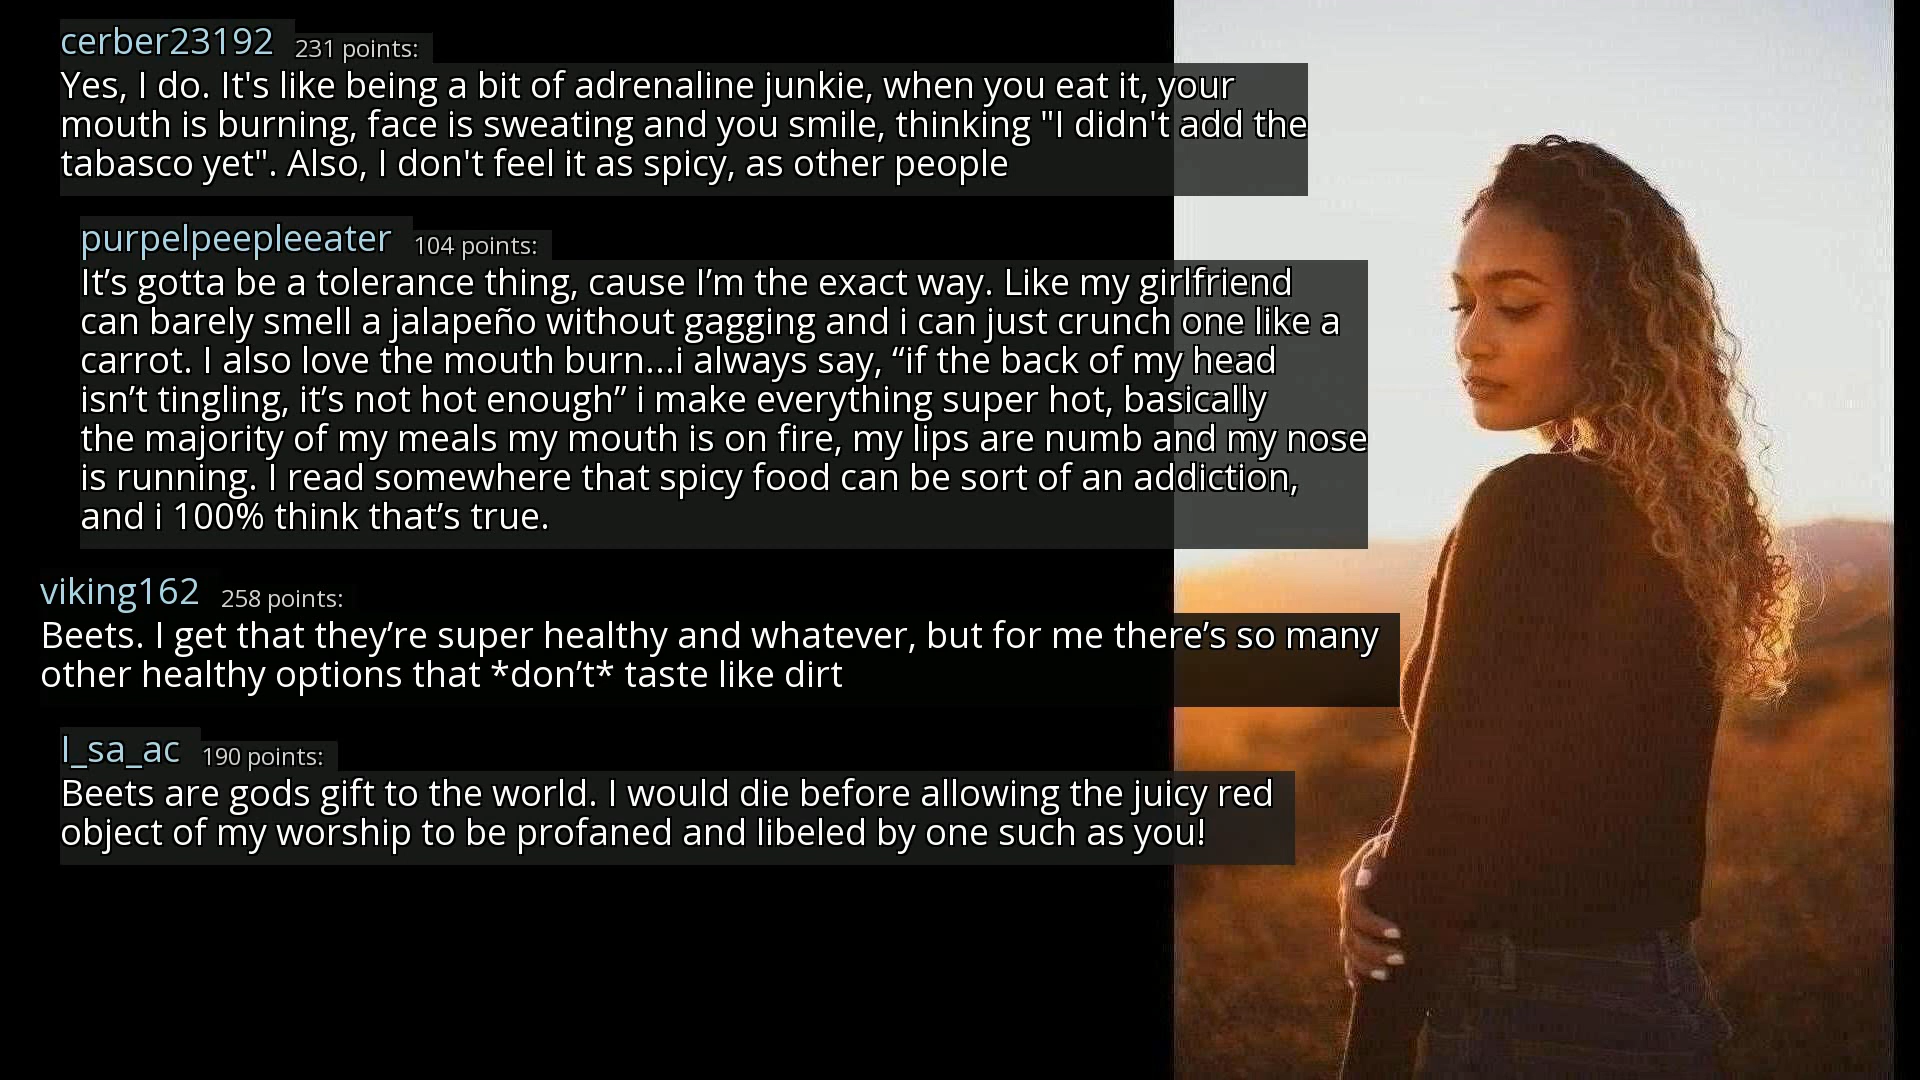 cerber23192 231 points:
Yes, I do. It's like being a bit of adrenaline junkie, when you eat it, your
mouth is burning, face is sweating and you smile, thinking "I didn't add the
tabasco yet". Also, I don't feel it as spicy, as other people
purpelpeepleeater 104 points:
It’s gotta be a tolerance thing, cause I’m the exact way. Like my girlfriend
can barely smell a jalapeño without gagging and i can just crunch one like a
carrot. I also love the mouth burn...i always say, “if the back of my head
isn’t tingling, it’s not hot enough” i make everything super hot, basically
the majority of my meals my mouth is on fire, my lips are numb and my nose
is running. I read somewhere that spicy food can be sort of an addiction,
and i 100% think that’s true.
viking162 258 points:
Beets. I get that they’re super healthy and whatever, but for me there’s so many
other healthy options that *don’t* taste like dirt
l_sa_ac 190 points:
Beets are gods gift to the world. I would die before allowing the juicy red
object of my worship to be profaned and libeled by one such as you!